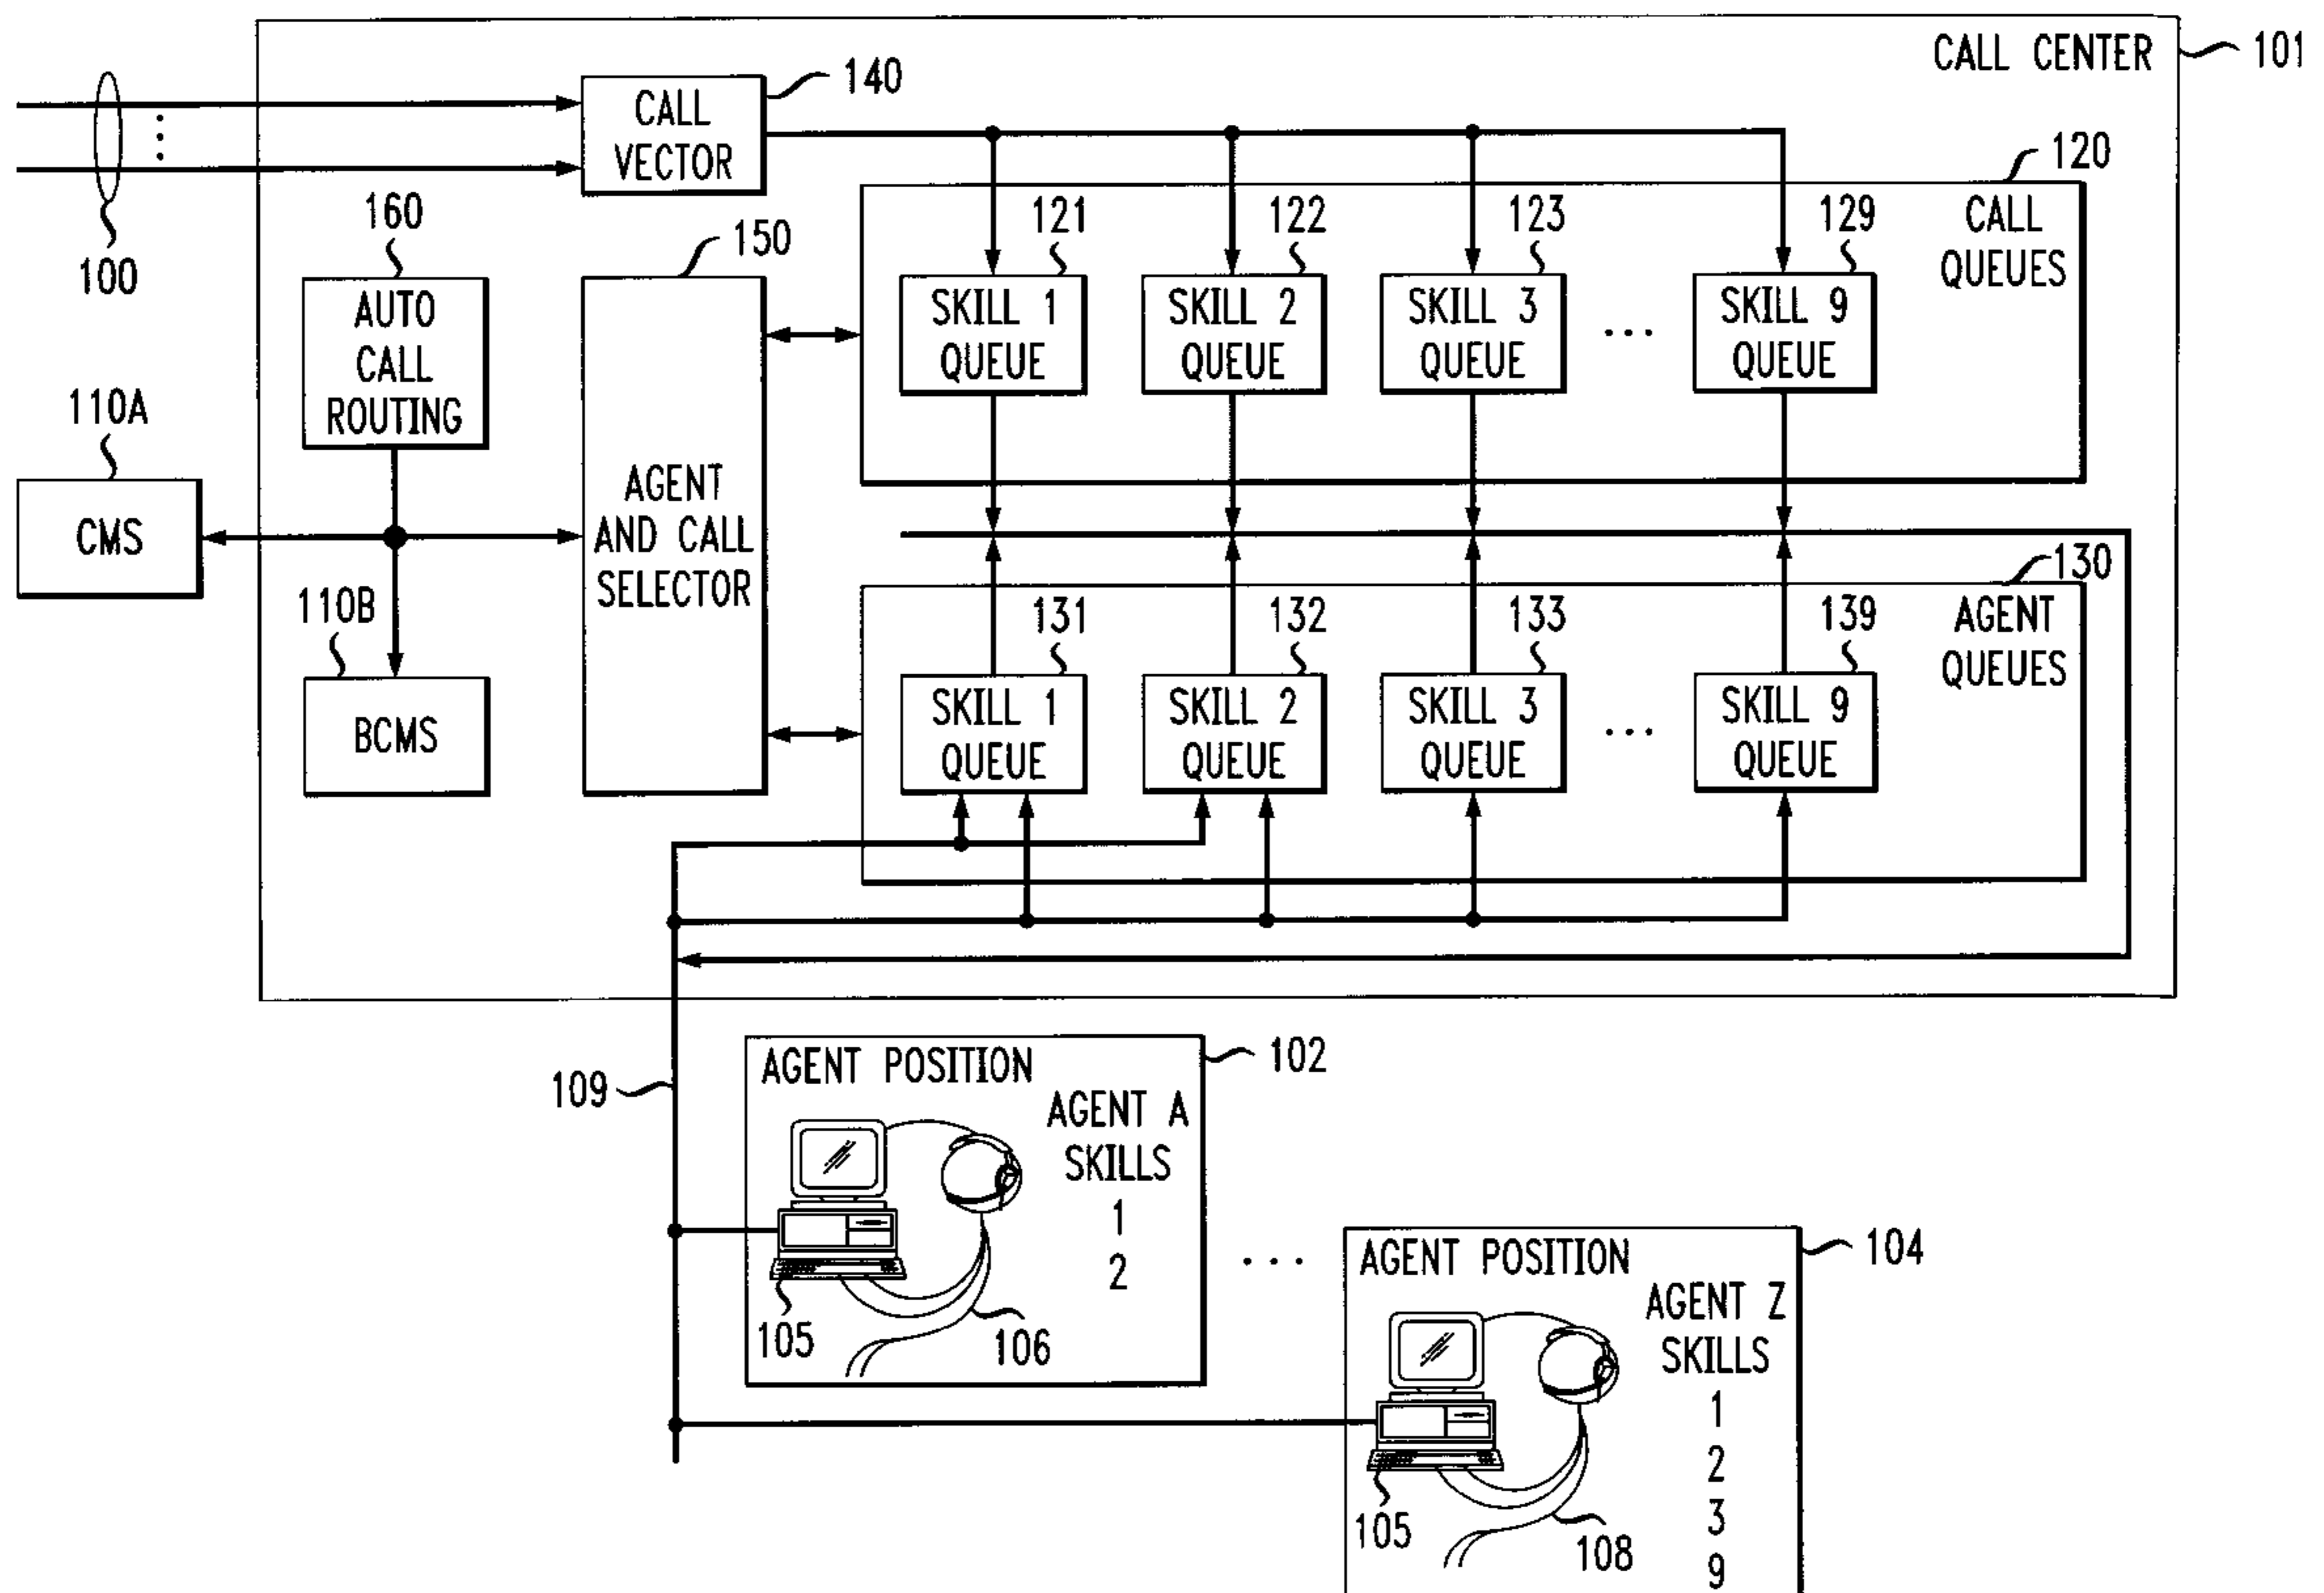 CALL CENTER
101
140
CALL
VECTOR
120
100
160
150
121
122
123
129
CALL
QUEUES
AUTO
CALL
ROUTING
SKILL 1
QUEUE
SKILL 2
QUEUE
SKILL 3
QUEUE
...
SKILL 9
QUEUE
110A
CMS
AGENT
AND CALL
SELECTOR
130
110B
BCMS
131
132
133
139
AGENT
QUEUES
SKILL 1
QUEUE
SKILL 2
QUEUE
SKILL 3
QUEUE
...
SKILL 9
QUEUE
109
102
AGENT POSITION
AGENT A
SKILLS
1
2
105
106
...
104
AGENT POSITION
AGENT Z
SKILLS
1
2
3
9
105
108